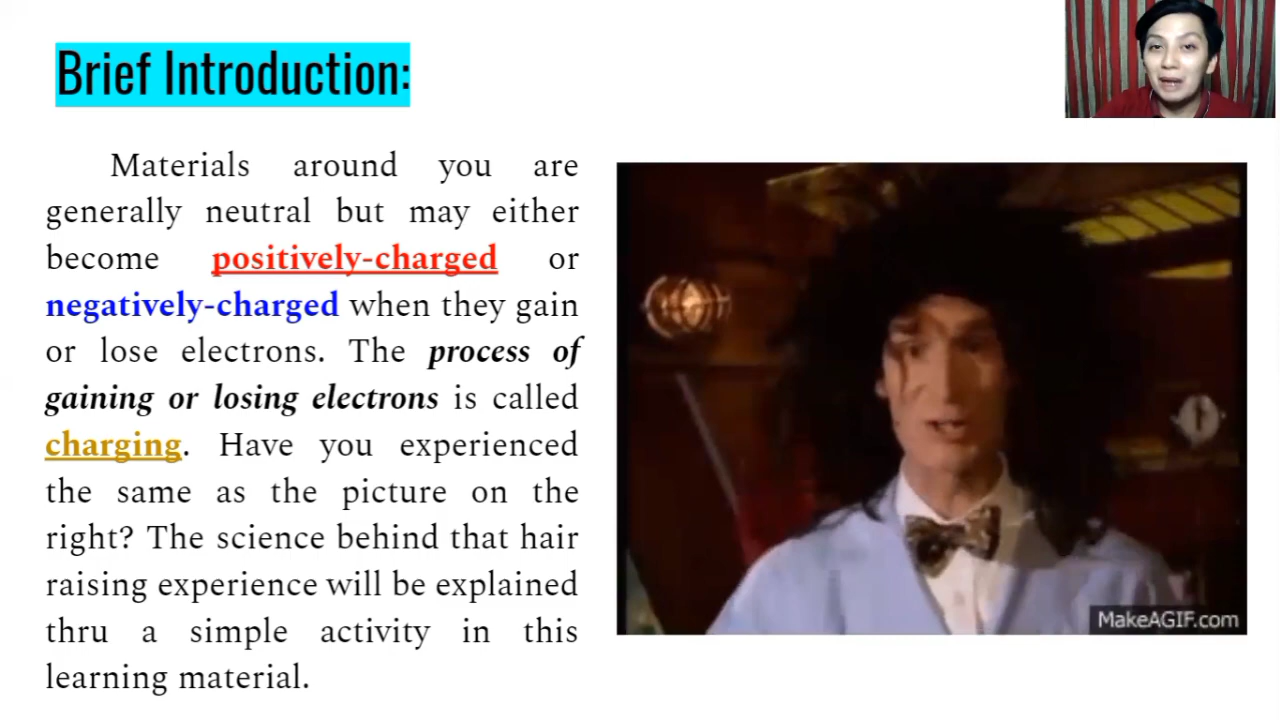 Brief Introduction:
Materials around you are
generally neutral but may either
become positively-charged or
negatively-charged when they gain
or lose electrons. The process of
gaining or losing electrons is called
charging. Have you experienced
the same as the picture on the
right? The science behind that hair
raising experience will be explained
thru a simple activity in this
learning material.
MakeAGIF.com